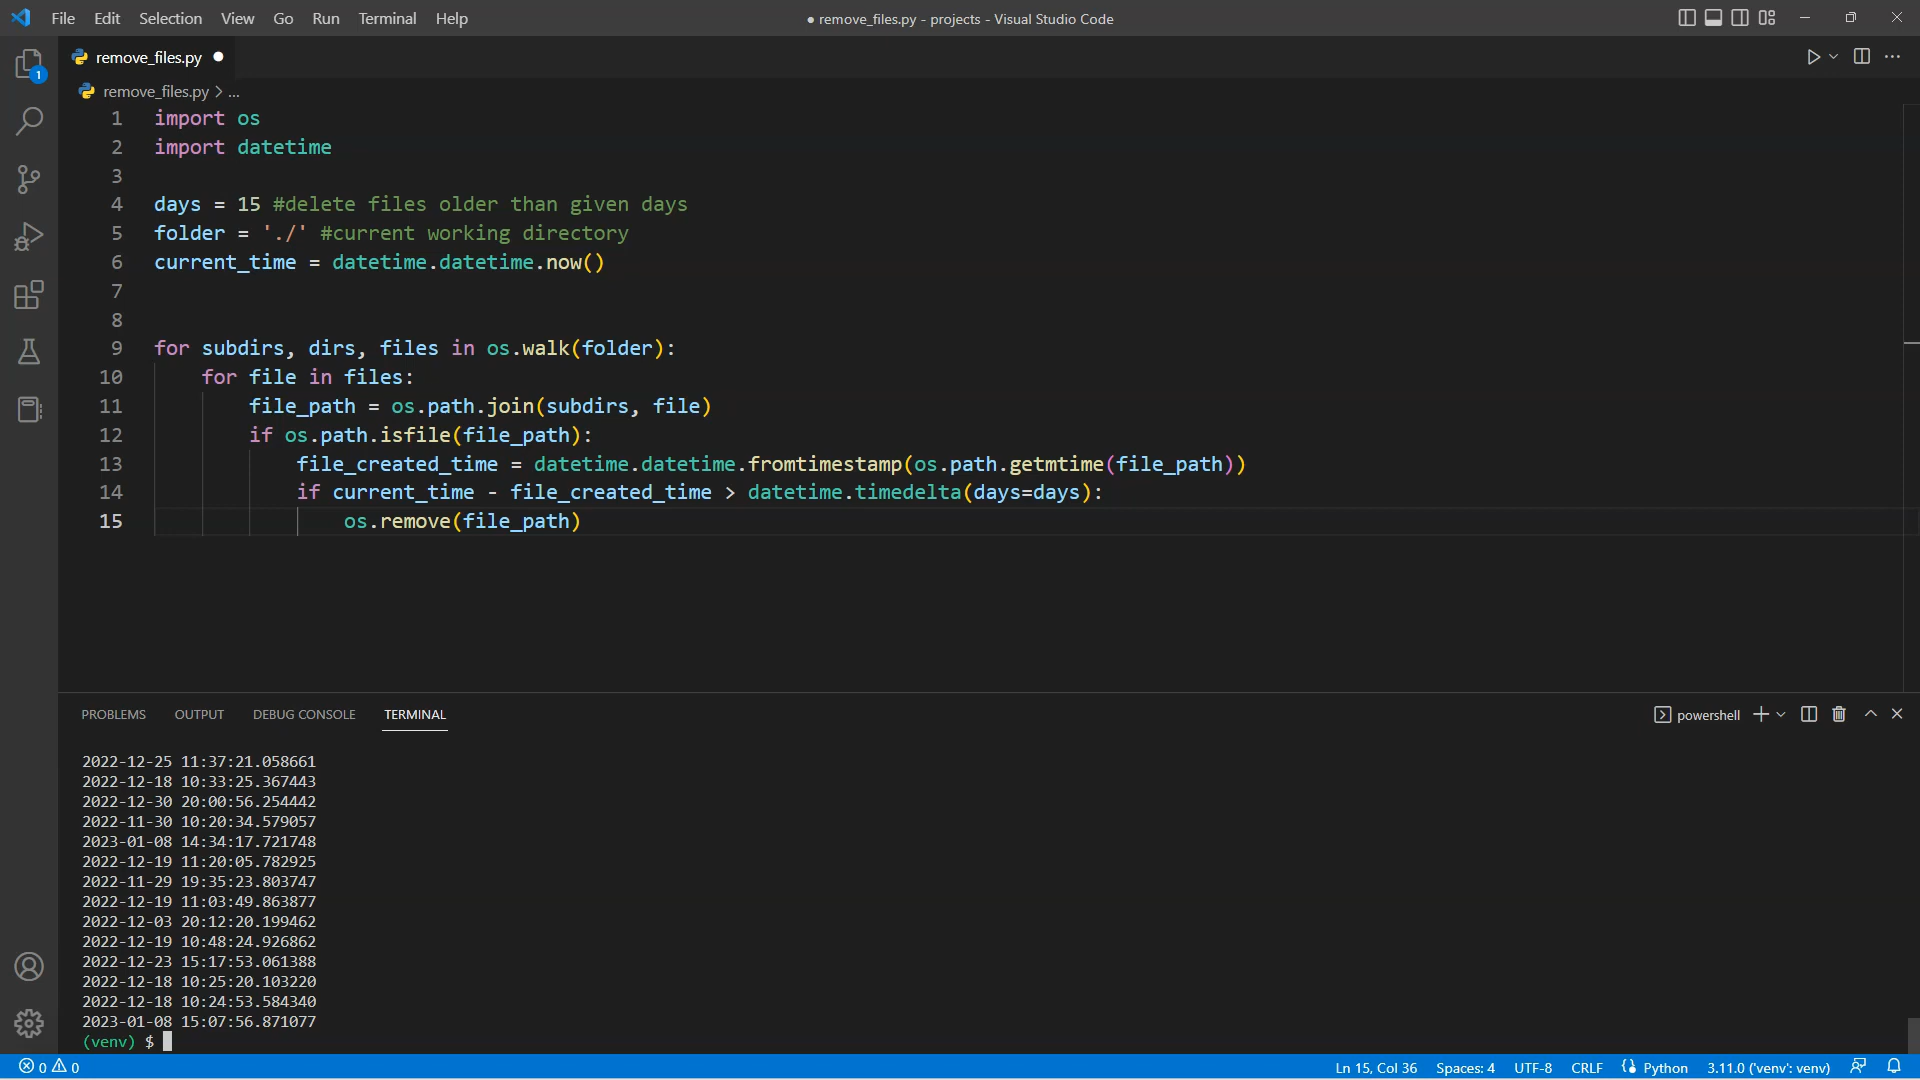 File Edit Selection View Go Run Terminal Help
● remove_files.py - projects - Visual Studio Code
1
remove_files.py ●
remove_files.py > ...
1 import os
2 import datetime
3
4 days = 15 #delete files older than given days
5 folder = './' #current working directory
6 current_time = datetime.datetime.now()
7
8
9 for subdirs, dirs, files in os.walk(folder):
10 for file in files:
11 file_path = os.path.join(subdirs, file)
12 if os.path.isfile(file_path):
13 file_created_time = datetime.datetime.fromtimestamp(os.path.getmtime(file_path))
14 if current_time - file_created_time > datetime.timedelta(days=days):
15 os.remove(file_path)
PROBLEMS OUTPUT DEBUG CONSOLE TERMINAL
powershell
2022-12-25 11:37:21.058661
2022-12-18 10:33:25.367443
2022-12-30 20:00:56.254442
2022-11-30 10:20:34.579057
2023-01-08 14:34:17.721748
2022-12-19 11:20:05.782925
2022-11-29 19:35:23.803747
2022-12-19 11:03:49.863877
2022-12-03 20:12:20.199462
2022-12-19 10:48:24.926862
2022-12-23 15:17:53.061388
2022-12-18 10:25:20.103220
2022-12-18 10:24:53.584340
2023-01-08 15:07:56.871077
(venv) $
0 0
Ln 15, Col 36 Spaces: 4 UTF-8 CRLF Python 3.11.0 ('venv': venv)